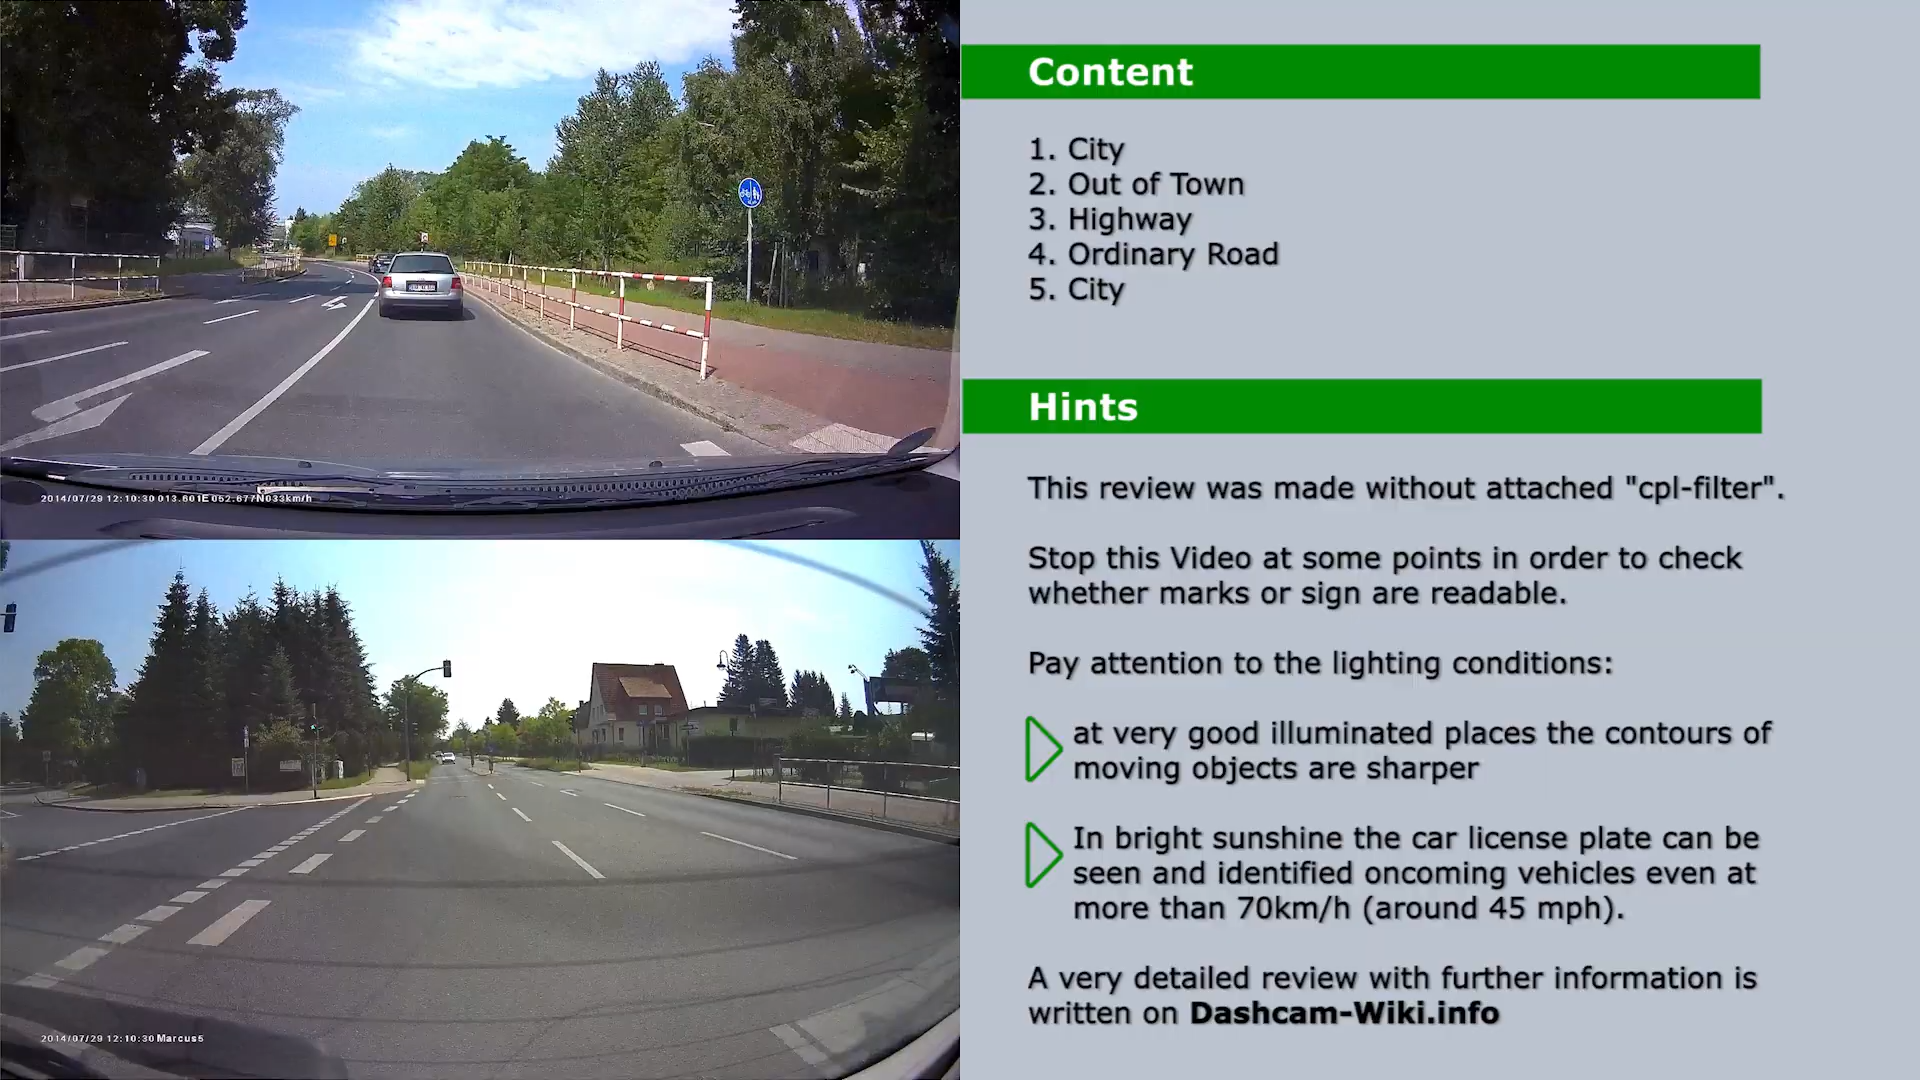 Content
1. City
2. Out of Town
3. Highway
4. Ordinary Road
5. City
Hints
This review was made without attached "cpl-filter".
Stop this Video at some points in order to check
whether marks or sign are readable.
Pay attention to the lighting conditions:
at very good illuminated places the contours of
moving objects are sharper
In bright sunshine the car license plate can be
seen and identified oncoming vehicles even at
more than 70km/h (around 45 mph).
A very detailed review with further information is
written on Dashcam-Wiki.info
2014/07/29 12:10:30 013.601E 052.677N 033km/h
2014/07/29 12:10:30 Marcus5